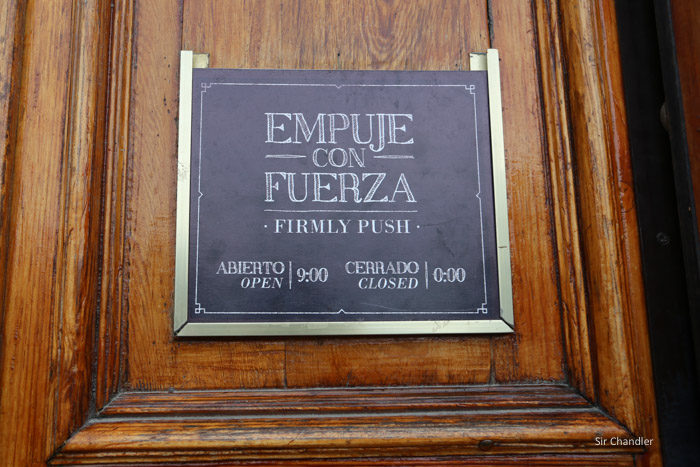 EMPUJE
CON
FUERZA
· FIRMLY PUSH ·
ABIERTO 9:00 CERRADO 0:00
OPEN CLOSED
Sir Chandler